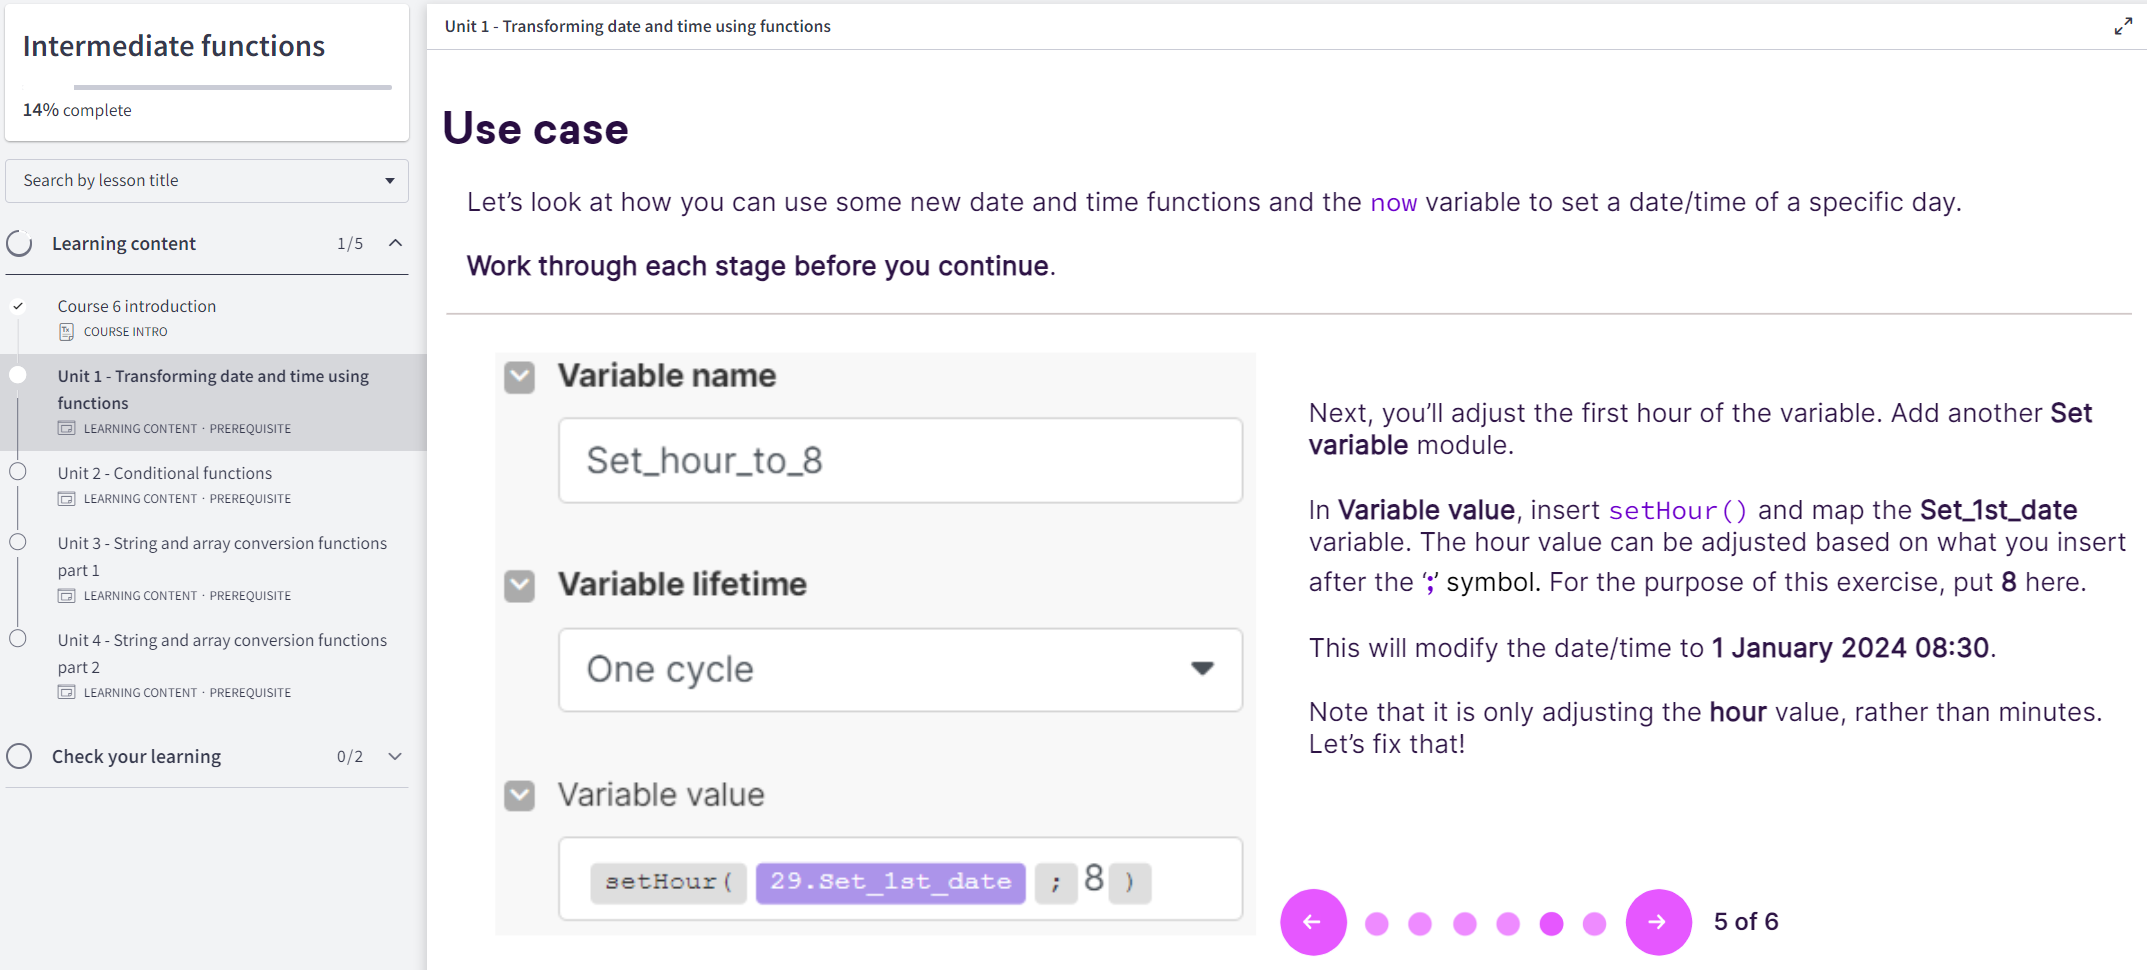 Intermediate functions
14% complete
Search by lesson title
Learning content 1/5
Course 6 introduction
COURSE INTRO
Unit 1 - Transforming date and time using
functions
LEARNING CONTENT · PREREQUISITE
Unit 2 - Conditional functions
LEARNING CONTENT · PREREQUISITE
Unit 3 - String and array conversion functions
part 1
LEARNING CONTENT · PREREQUISITE
Unit 4 - String and array conversion functions
part 2
LEARNING CONTENT · PREREQUISITE
Check your learning 0/2
Unit 1 - Transforming date and time using functions
Use case
Let’s look at how you can use some new date and time functions and the now variable to set a date/time of a specific day.
Work through each stage before you continue.
Variable name
Set_hour_to_8
Variable lifetime
One cycle
Variable value
setHour( 29.Set_1st_date ; 8 )
Next, you’ll adjust the first hour of the variable. Add another Set
variable module.
In Variable value, insert setHour() and map the Set_1st_date
variable. The hour value can be adjusted based on what you insert
after the ‘;’ symbol. For the purpose of this exercise, put 8 here.
This will modify the date/time to 1 January 2024 08:30.
Note that it is only adjusting the hour value, rather than minutes.
Let’s fix that!
5 of 6